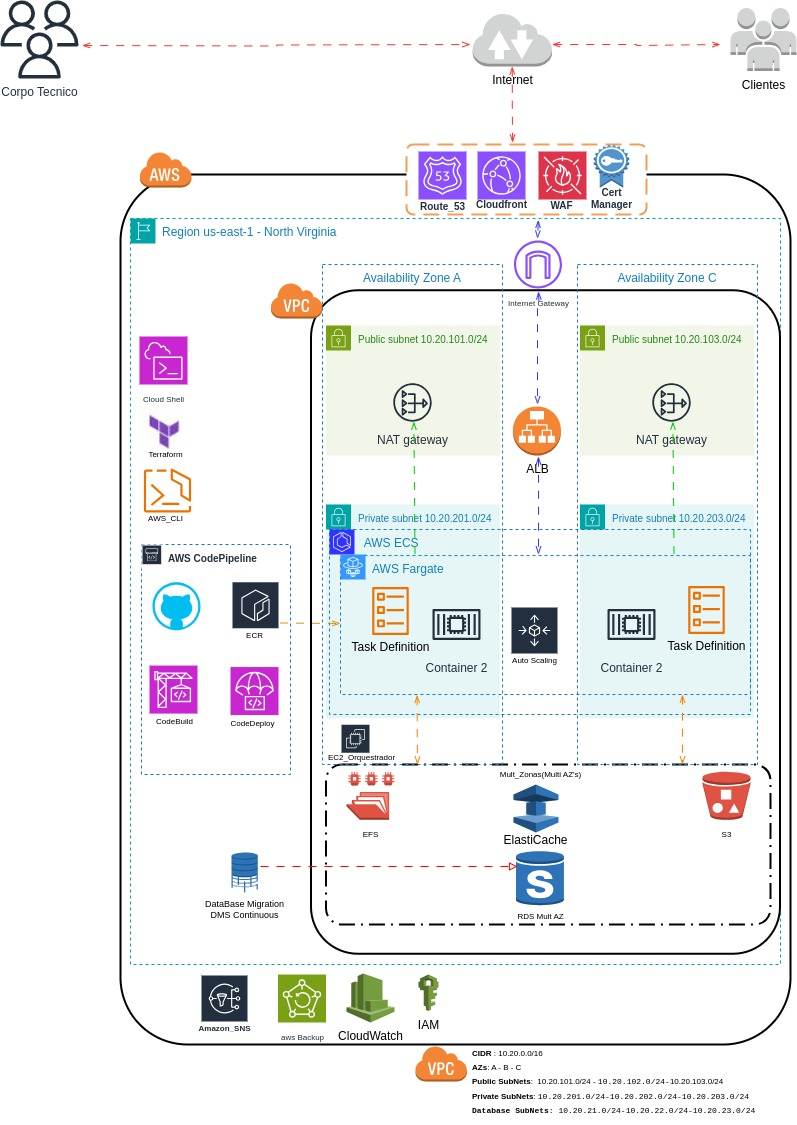 Corpo Tecnico
Internet
Clientes
AWS
53
Route_53
Cloudfront
WAF
Cert
Manager
Region us-east-1 - North Virginia
Availability Zone A
Availability Zone C
VPC
Internet Gateway
Public subnet 10.20.101.0/24
Public subnet 10.20.103.0/24
Cloud Shell
NAT gateway
NAT gateway
Terraform
ALB
AWS_CLI
Private subnet 10.20.201.0/24
Private subnet 10.20.203.0/24
AWS ECS
AWS CodePipeline
AWS Fargate
ECR
Task Definition
Task Definition
Auto Scaling
Container 2
Container 2
CodeBuild
CodeDeploy
EC2_Orquestrador
Mult_Zonas(Multi AZ's)
EFS
S3
ElastiCache
DataBase Migration
DMS Continuous
S
RDS Mult AZ
Amazon_SNS
aws Backup
CloudWatch
IAM
VPC
CIDR : 10.20.0.0/16
AZs: A - B - C
Public SubNets: 10.20.101.0/24 - 10.20.102.0/24-10.20.103.0/24
Private SubNets: 10.20.201.0/24-10.20.202.0/24-10.20.203.0/24
Database SubNets: 10.20.21.0/24-10.20.22.0/24-10.20.23.0/24